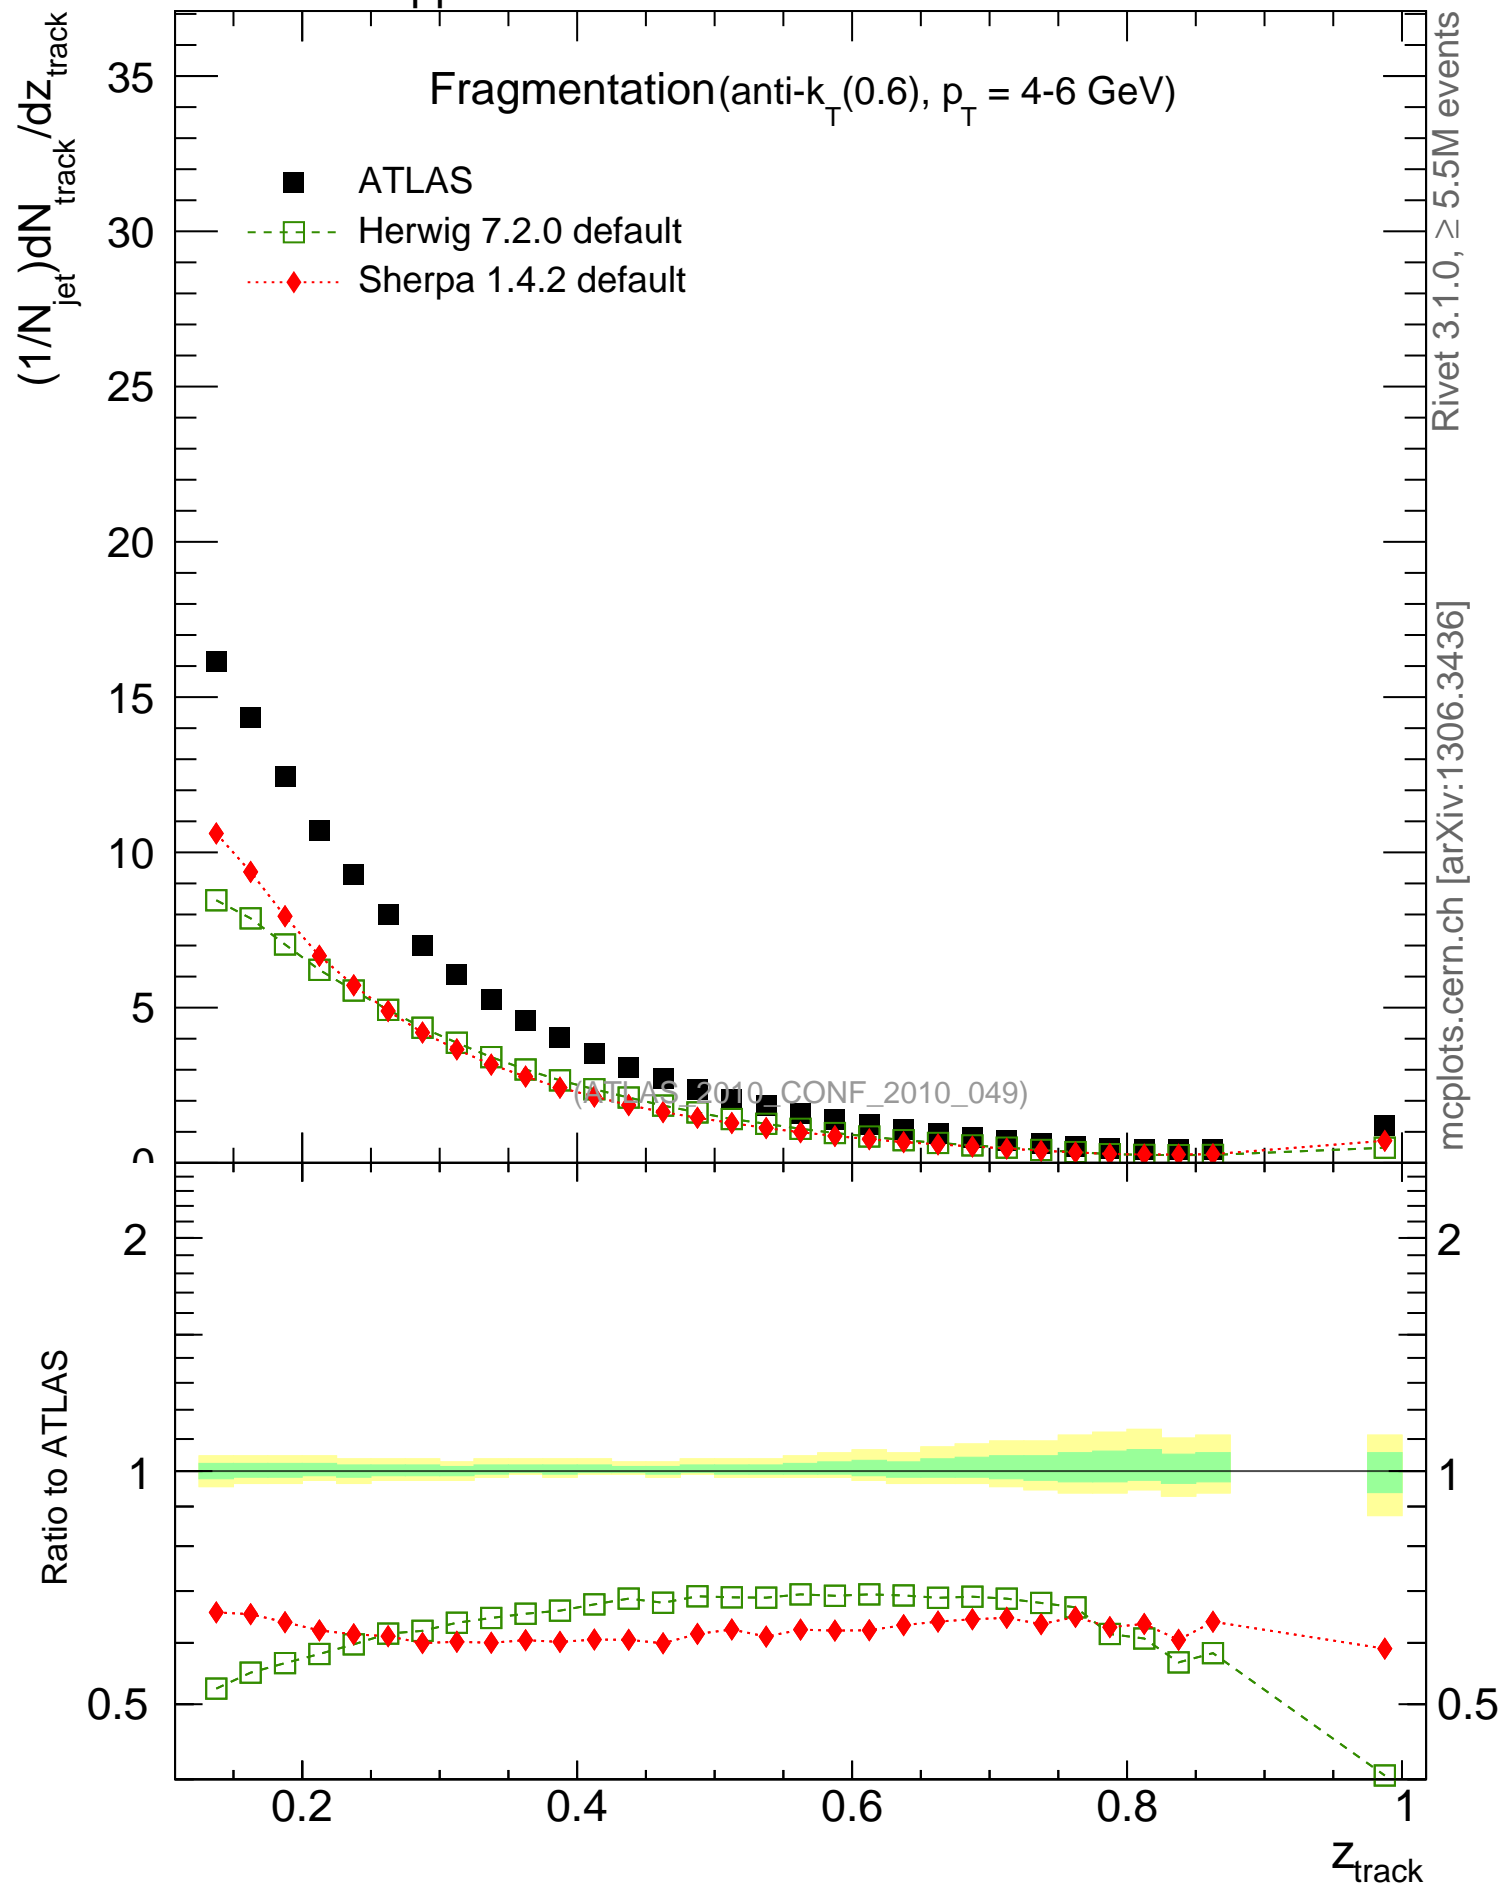 pp
(1/N_jet)dN_track/dz_track
Fragmentation (anti-k_T(0.6), p_T = 4-6 GeV)
ATLAS
Herwig 7.2.0 default
Sherpa 1.4.2 default
35
30
25
20
15
10
5
0
(ATLAS_2010_CONF_2010_049)
Rivet 3.1.0, ≥ 5.5M events
mcplots.cern.ch [arXiv:1306.3436]
Ratio to ATLAS
2
1
0.5
2
1
0.5
0.2 0.4 0.6 0.8 1
z_track